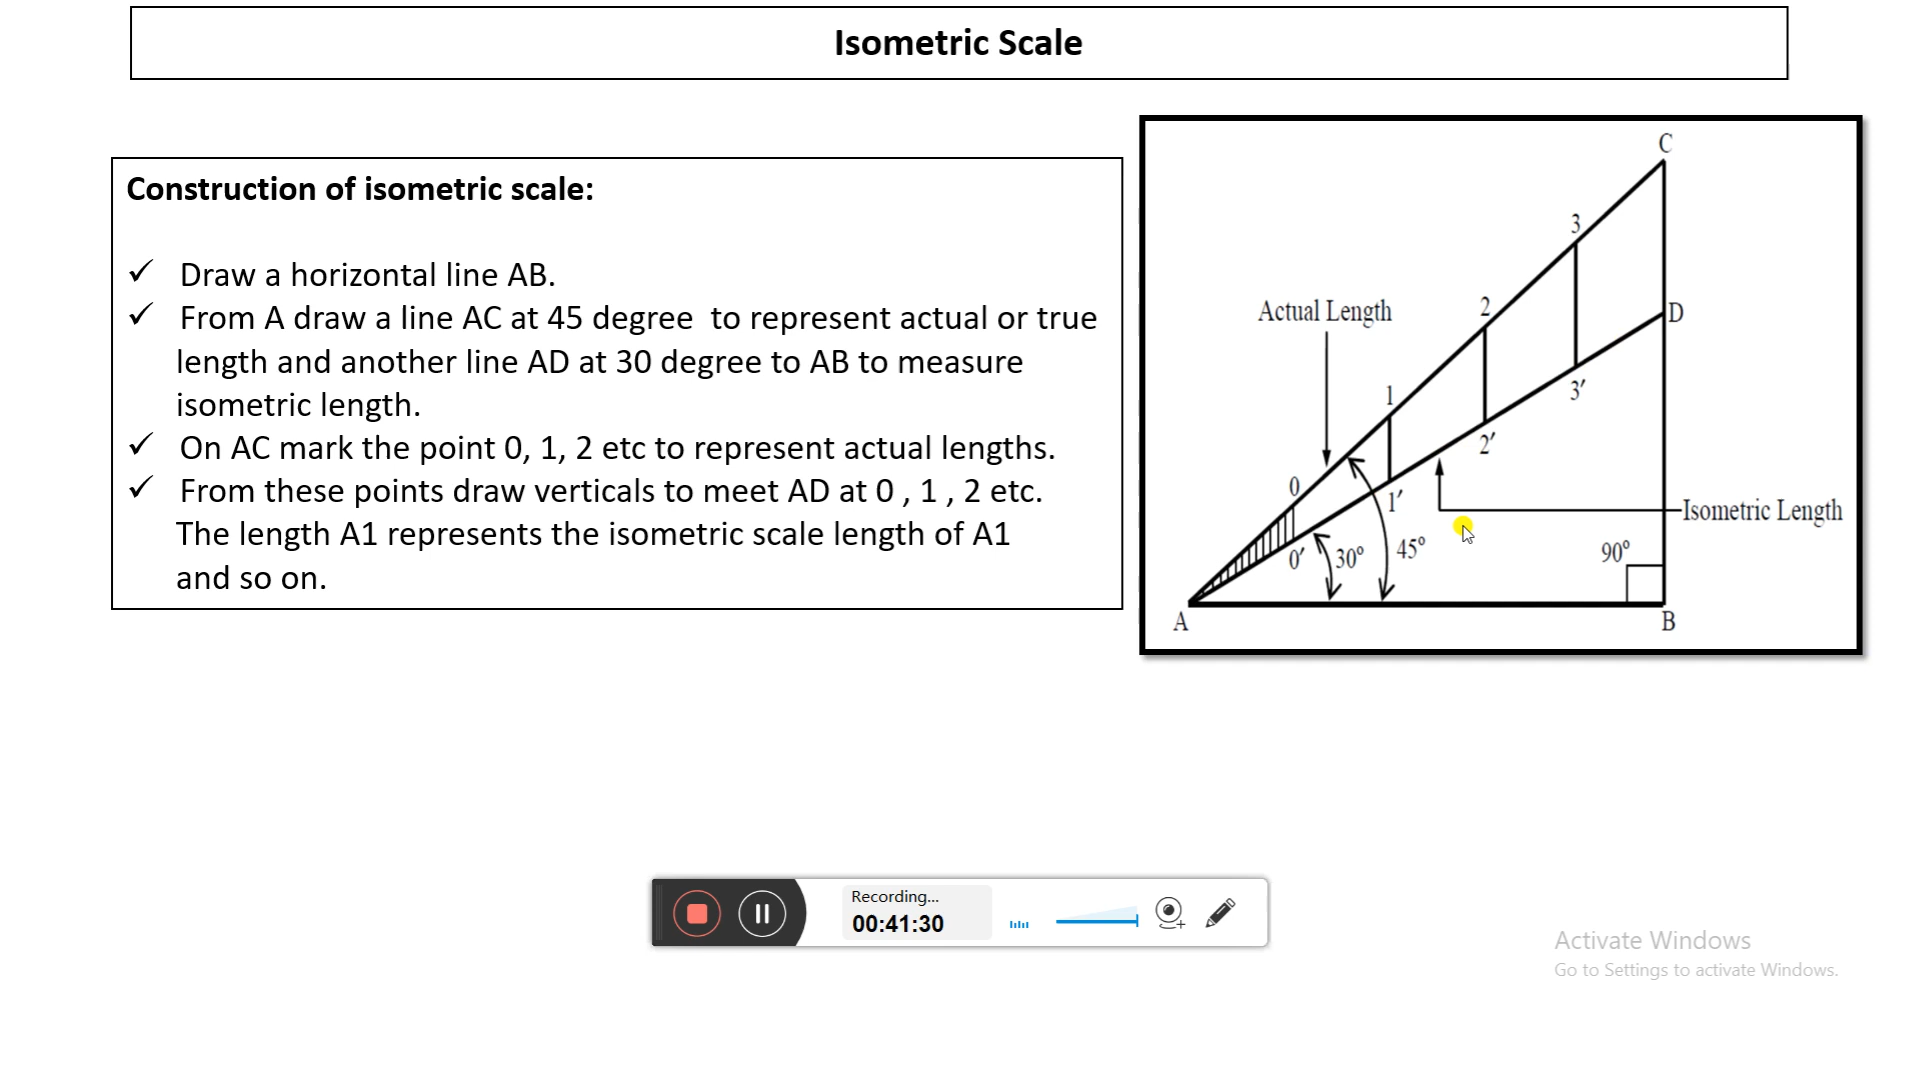 Isometric Scale
Construction of isometric scale:
✓ Draw a horizontal line AB.
✓ From A draw a line AC at 45 degree to represent actual or true
length and another line AD at 30 degree to AB to measure
isometric length.
✓ On AC mark the point 0, 1, 2 etc to represent actual lengths.
✓ From these points draw verticals to meet AD at 0 , 1 , 2 etc.
The length A1 represents the isometric scale length of A1
and so on.
C
3
Actual Length
2
D
1
3′
2′
0
1′
Isometric Length
0′
30º
45º
90º
A
B
Recording...
00:41:30
Activate Windows
Go to Settings to activate Windows.